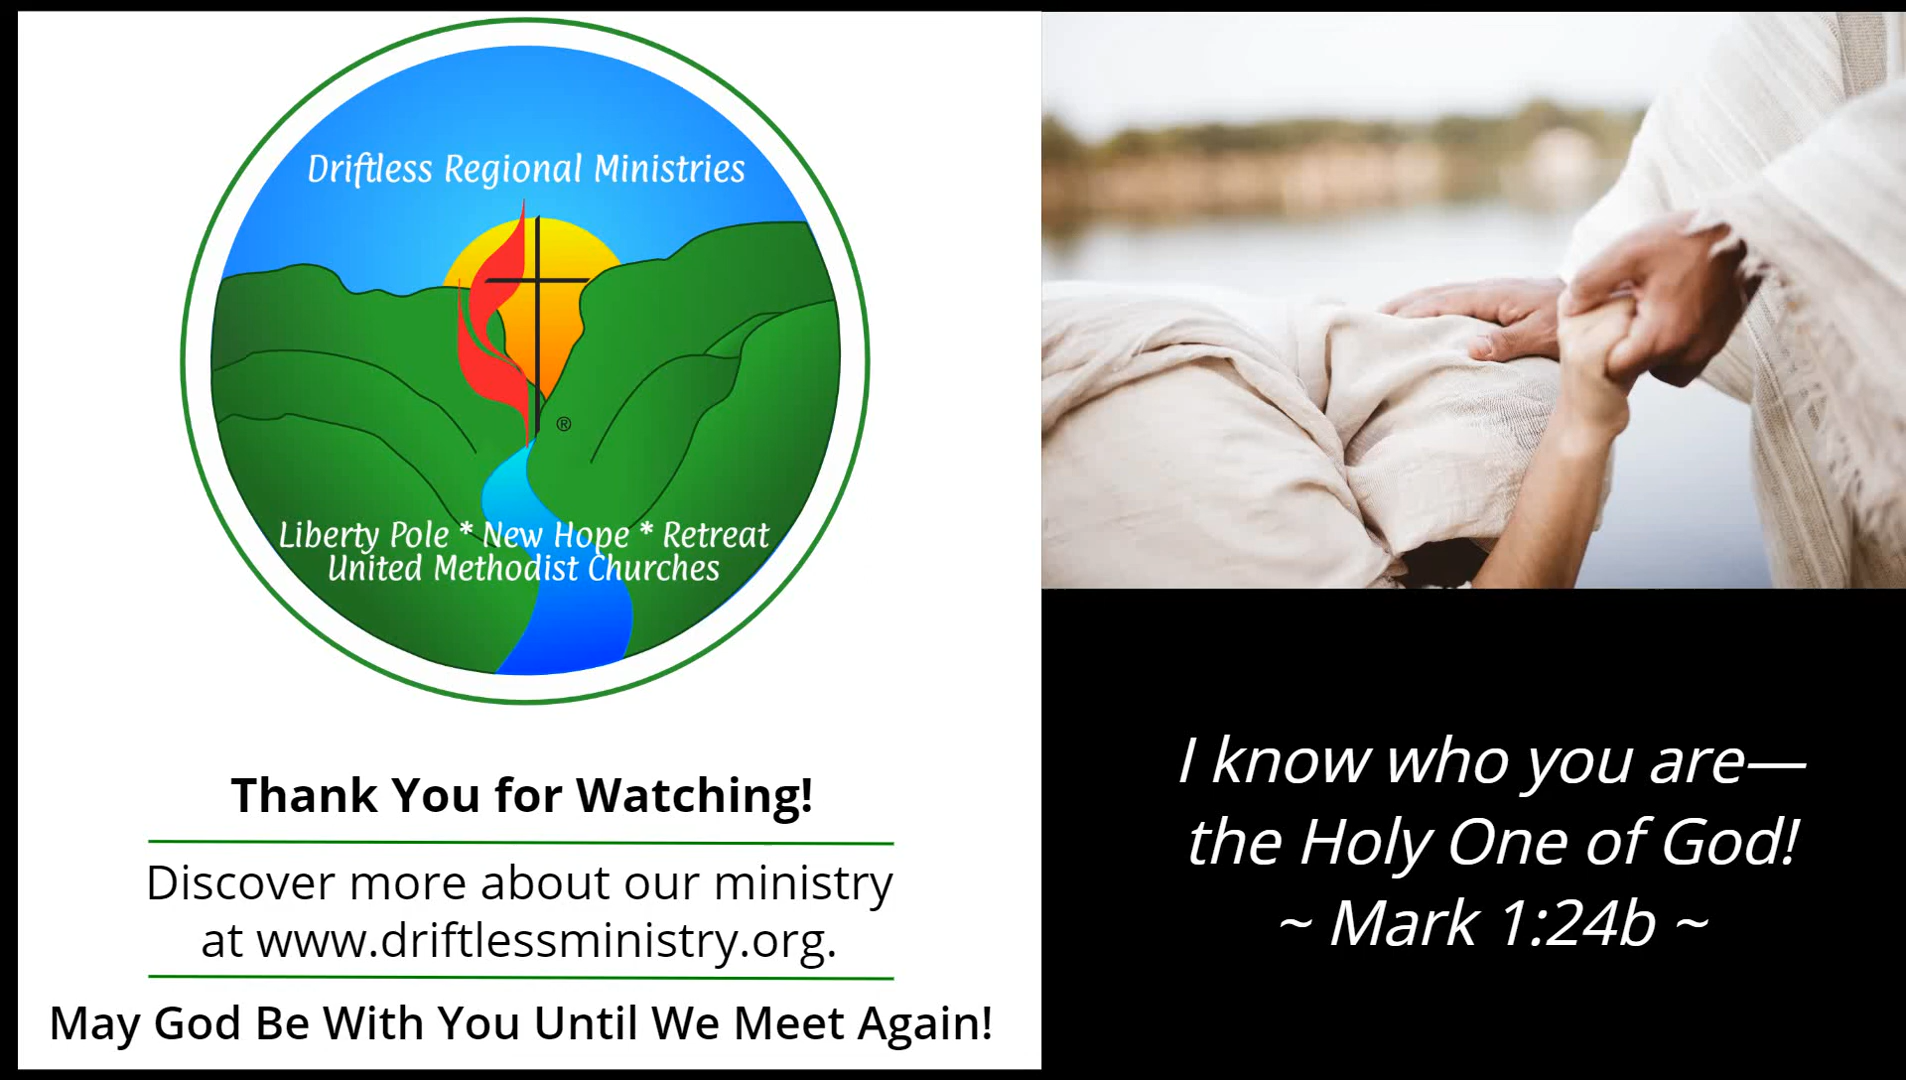 Driftless Regional Ministries
®
Liberty Pole * New Hope * Retreat
United Methodist Churches
Thank You for Watching!
Discover more about our ministry
at www.driftlessministry.org.
May God Be With You Until We Meet Again!
I know who you are—
the Holy One of God!
~ Mark 1:24b ~